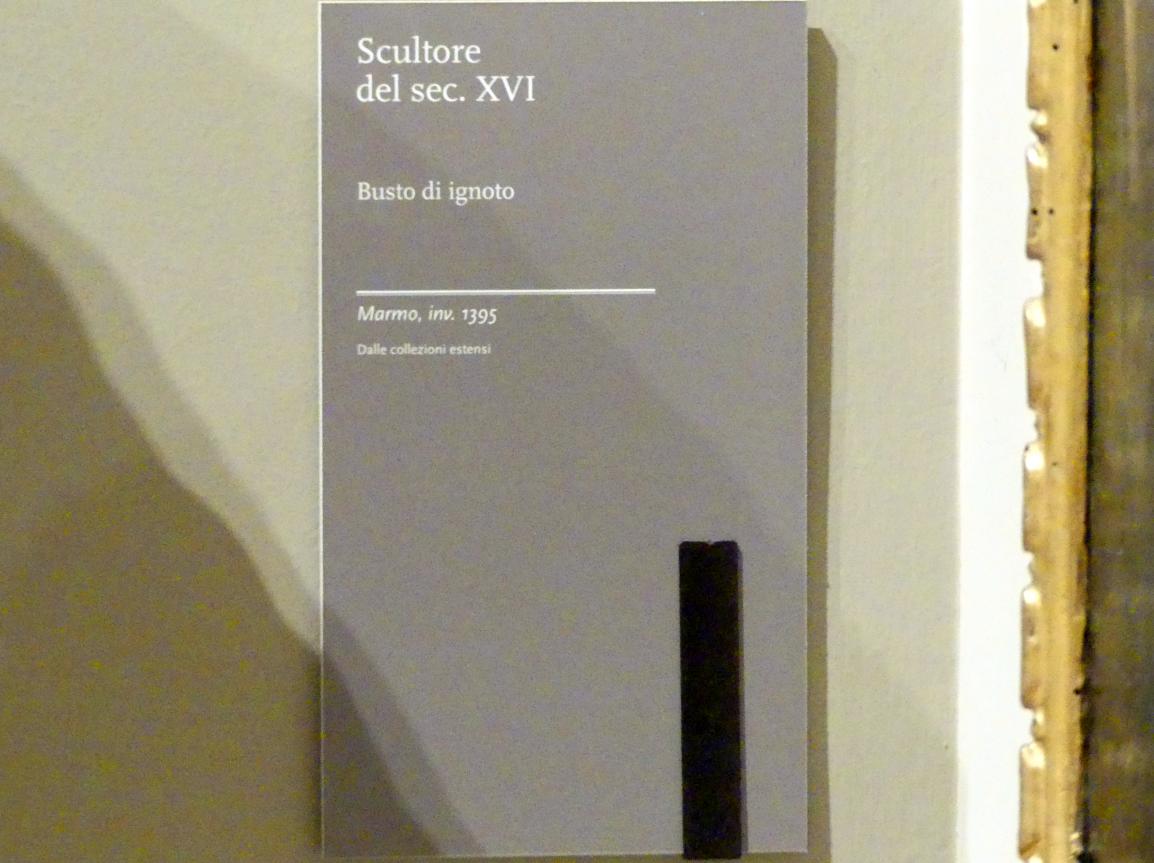 Scultore
del sec. XVI
Busto di ignoto
Marmo, inv. 1395
Dalle collezioni estensi